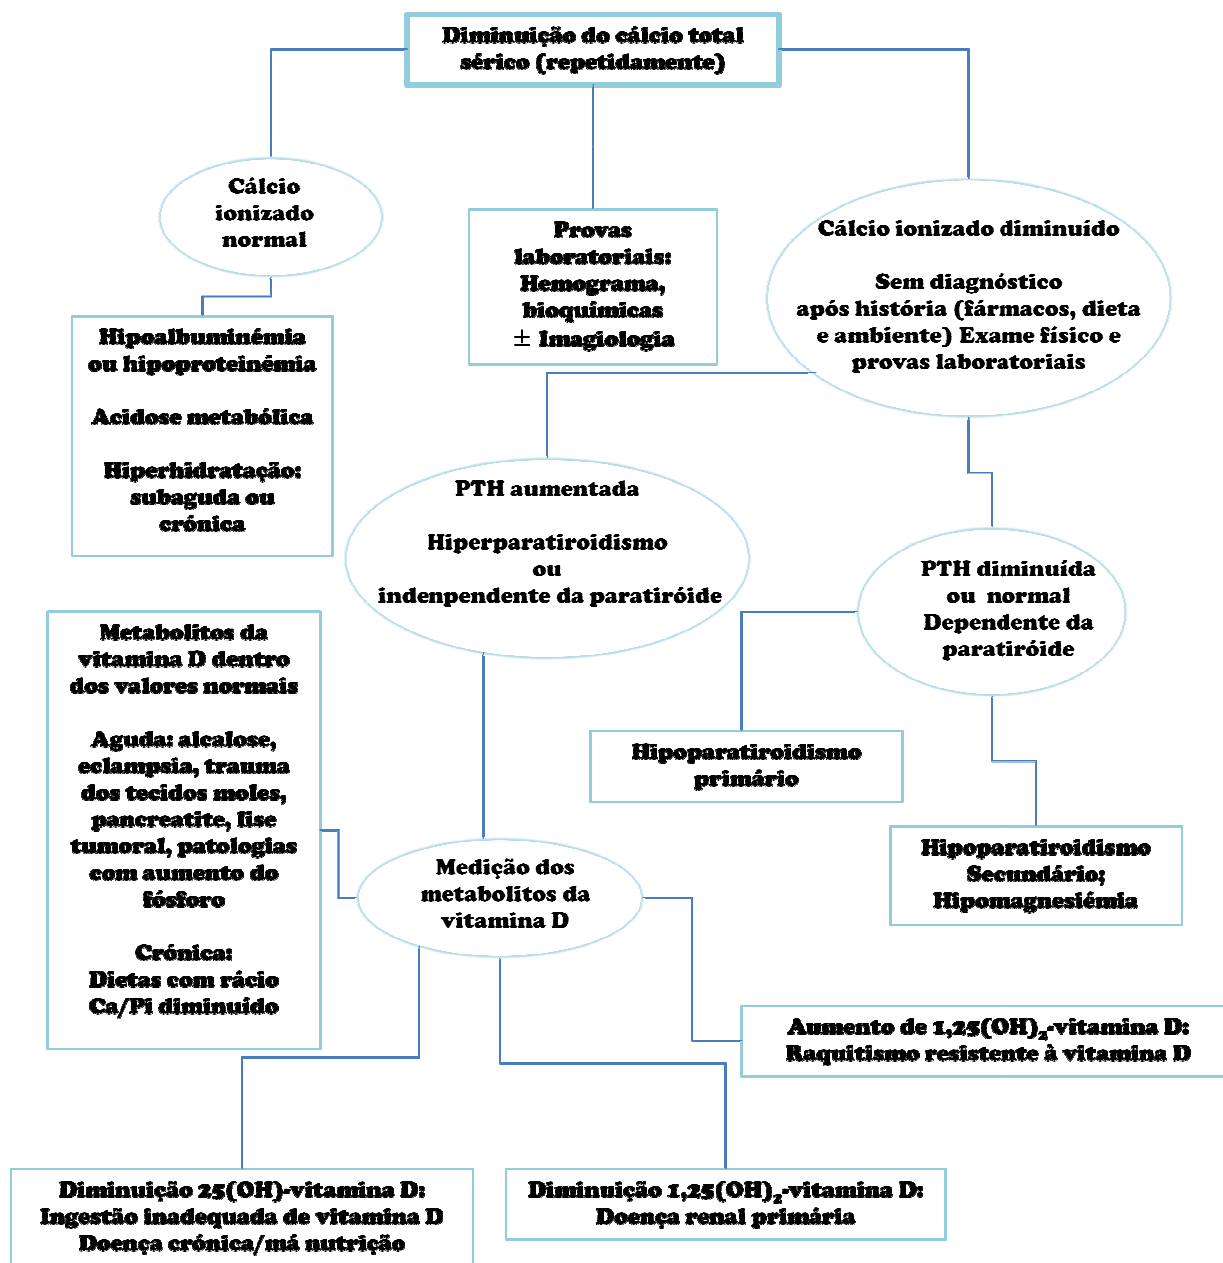 Diminuição do cálcio total
sérico (repetidamente)
Cálcio
ionizado
normal
Provas
laboratoriais:
Hemograma,
bioquímicas
± Imagiologia
Cálcio ionizado diminuído
Sem diagnóstico
após história (fármacos, dieta
e ambiente) Exame físico e
provas laboratoriais
Hipoalbuminémia
ou hipoproteinémia
Acidose metabólica
Hiperhidratação:
subaguda ou
crónica
PTH aumentada
Hiperparatiroidismo
ou
indenpendente da paratiróide
PTH diminuída
ou normal
Dependente da
paratiróide
Metabolitos da
vitamina D dentro
dos valores normais
Aguda: alcalose,
eclampsia, trauma
dos tecidos moles,
pancreatite, lise
tumoral, patologias
com aumento do
fósforo
Crónica:
Dietas com rácio
Ca/Pi diminuído
Hipoparatiroidismo
primário
Hipoparatiroidismo
Secundário;
Hipomagnesiémia
Medição dos
metabolitos da
vitamina D
Aumento de 1,25(OH)₂-vitamina D:
Raquitismo resistente à vitamina D
Diminuição 25(OH)-vitamina D:
Ingestão inadequada de vitamina D
Doença crónica/má nutrição
Diminuição 1,25(OH)₂-vitamina D:
Doença renal primária